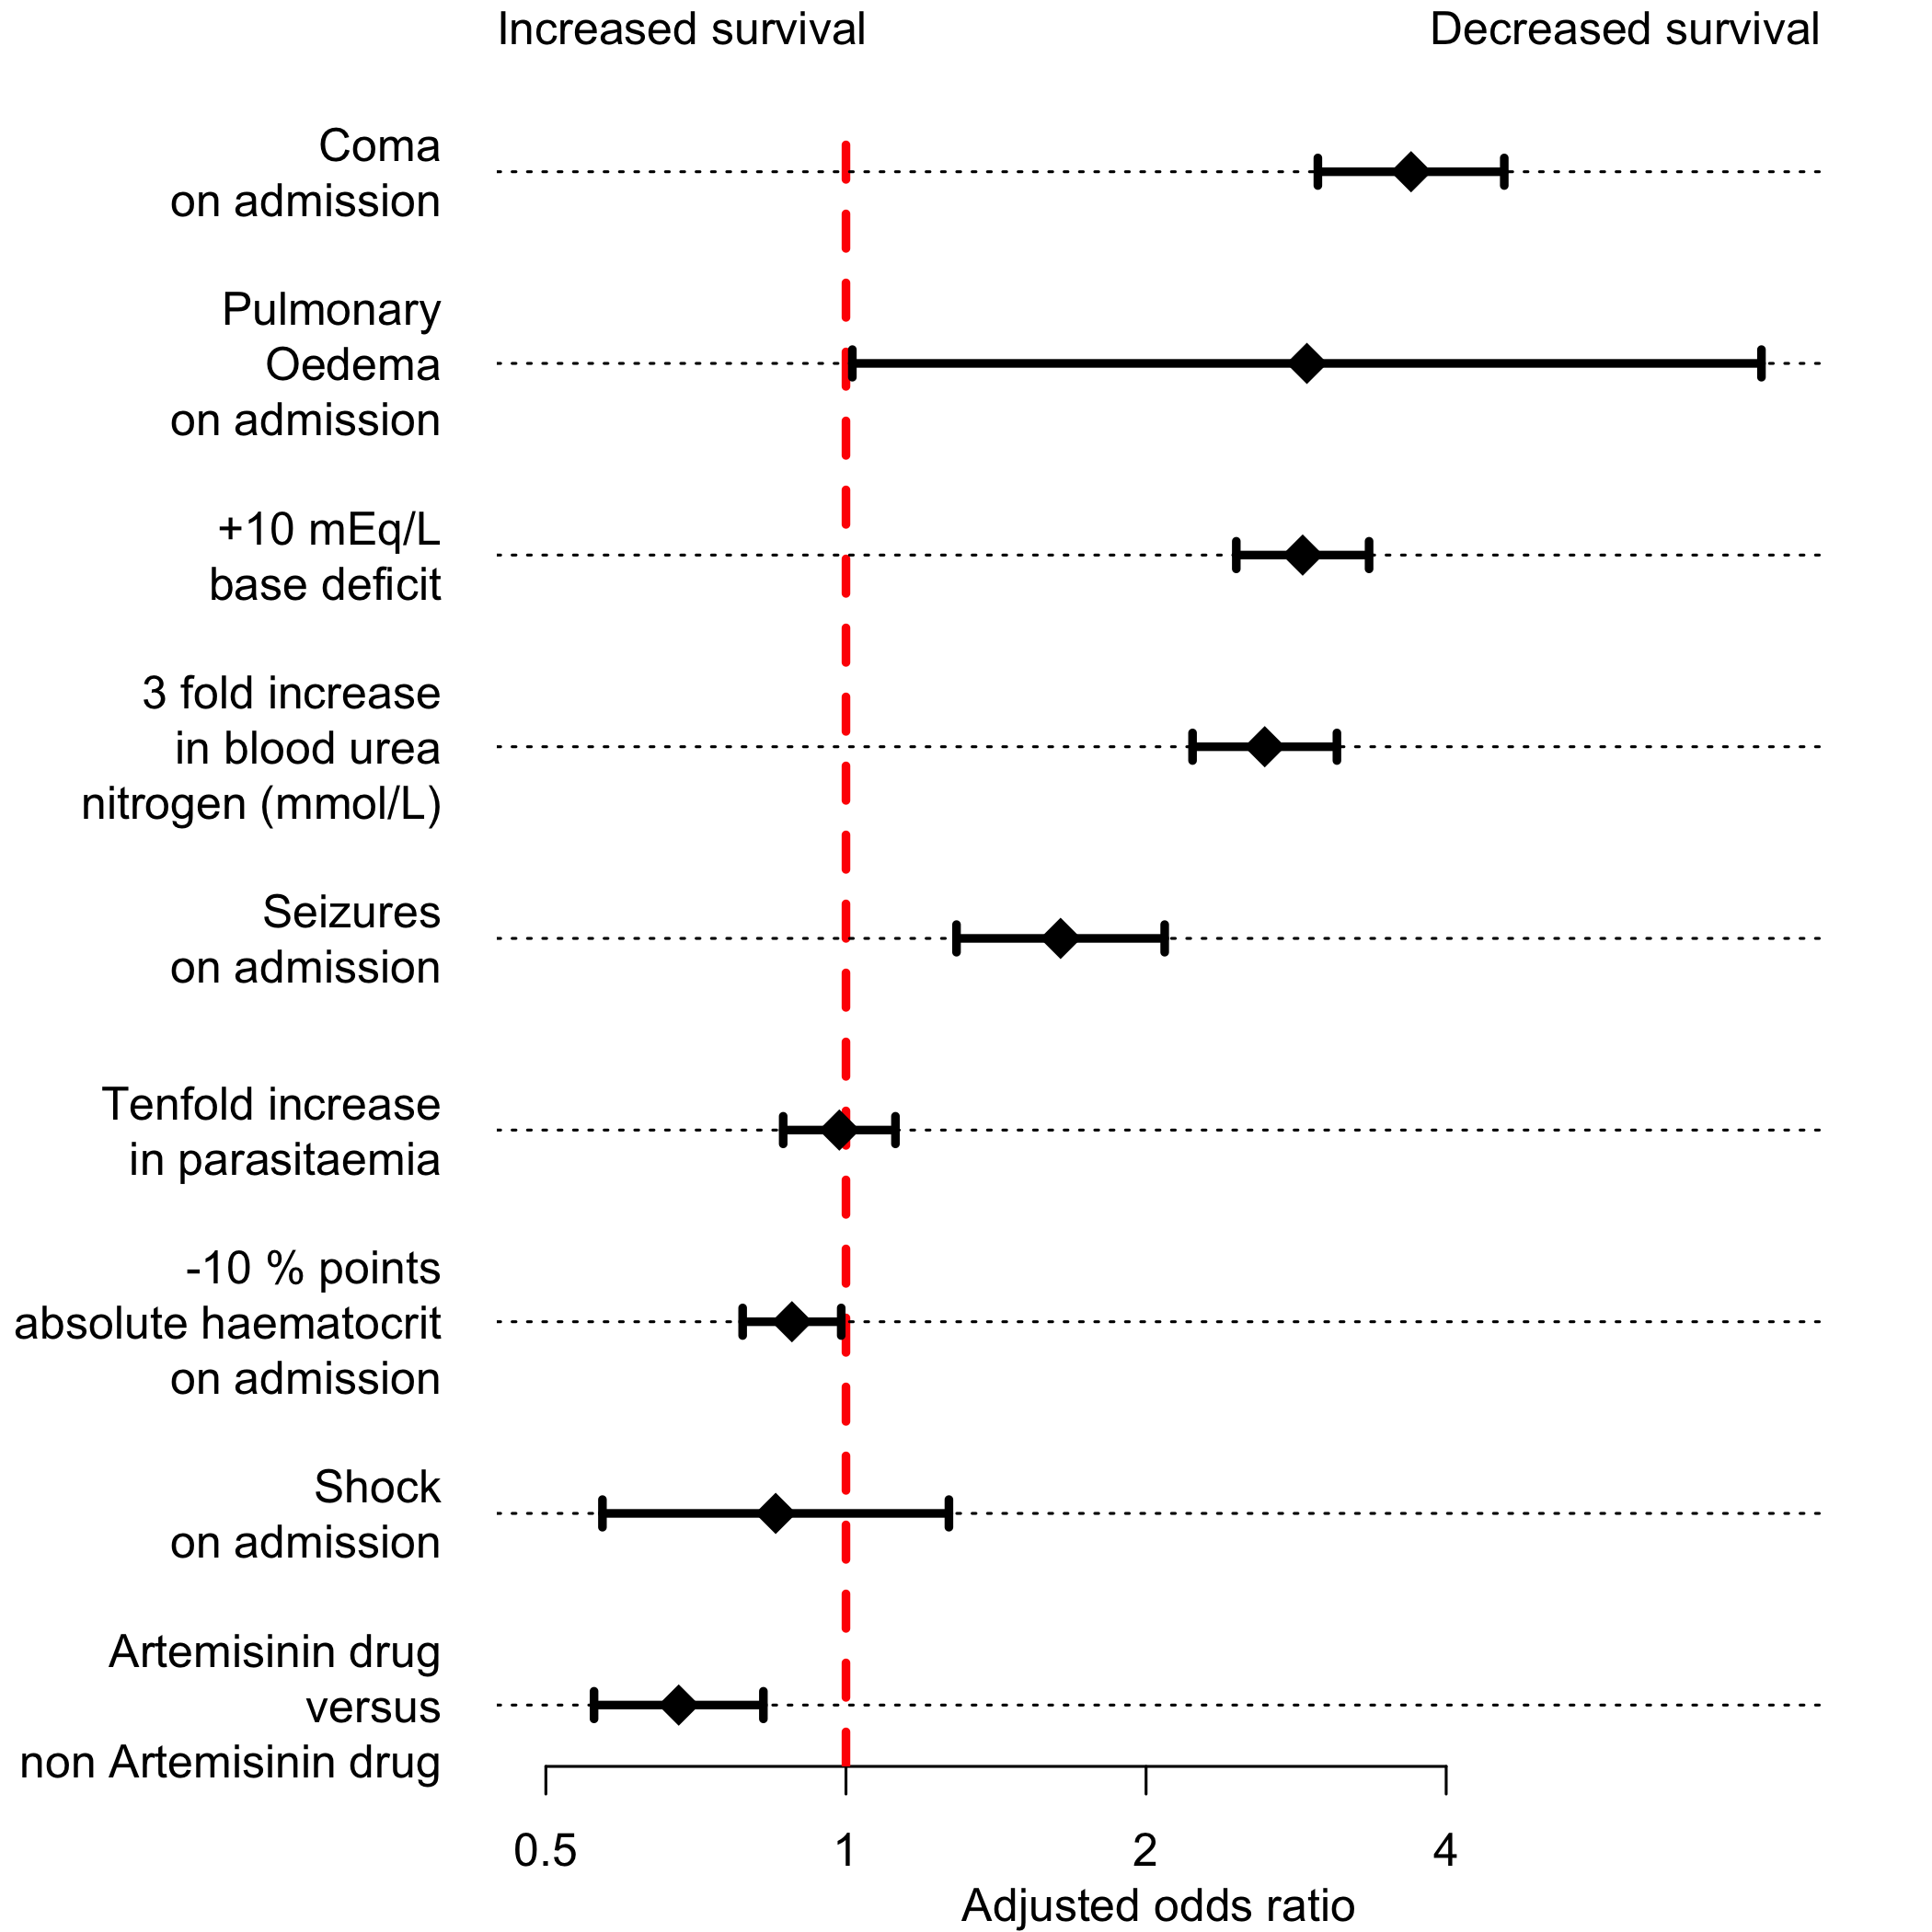 Increased survival
Decreased survival
Coma
on admission
Pulmonary
Oedema
on admission
+10 mEq/L
base deficit
3 fold increase
in blood urea
nitrogen (mmol/L)
Seizures
on admission
Tenfold increase
in parasitaemia
-10 % points
absolute haematocrit
on admission
Shock
on admission
Artemisinin drug
versus
non Artemisinin drug
0.5 1 2 4
Adjusted odds ratio